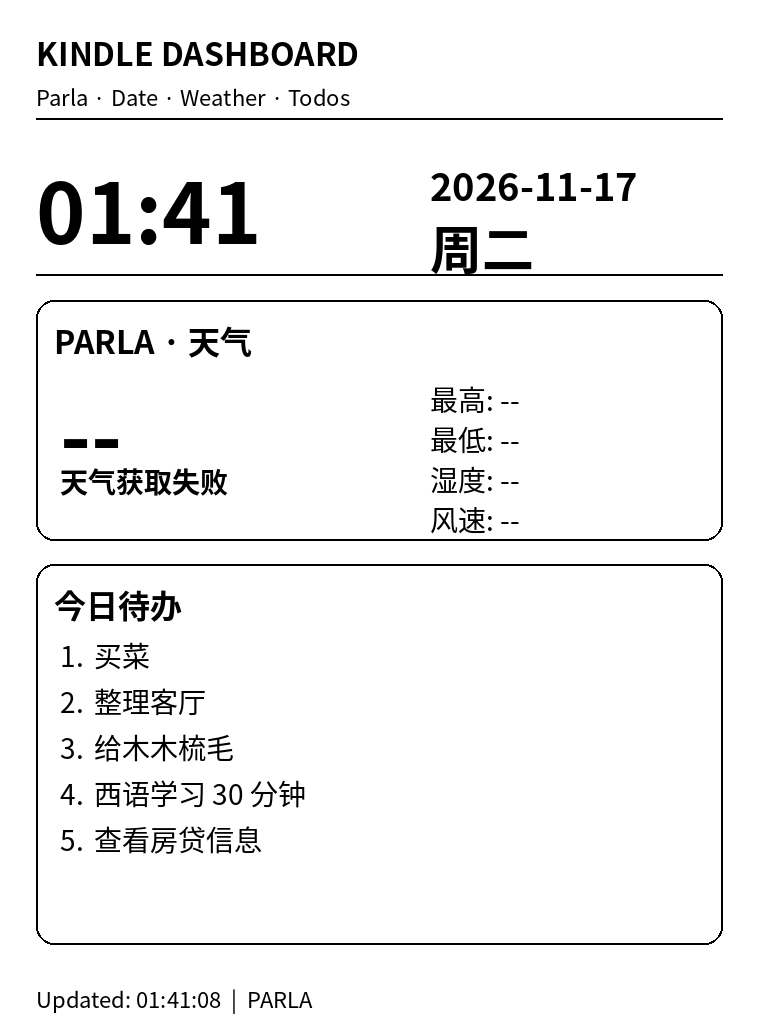 KINDLE DASHBOARD
Parla · Date · Weather · Todos
01:41
2026-11-17
周二
PARLA · 天气
--
天气获取失败
最高: --
最低: --
湿度: --
风速: --
今日待办
1. 买菜
2. 整理客厅
3. 给木木梳毛
4. 西语学习 30 分钟
5. 查看房贷信息
Updated: 01:41:08 | PARLA